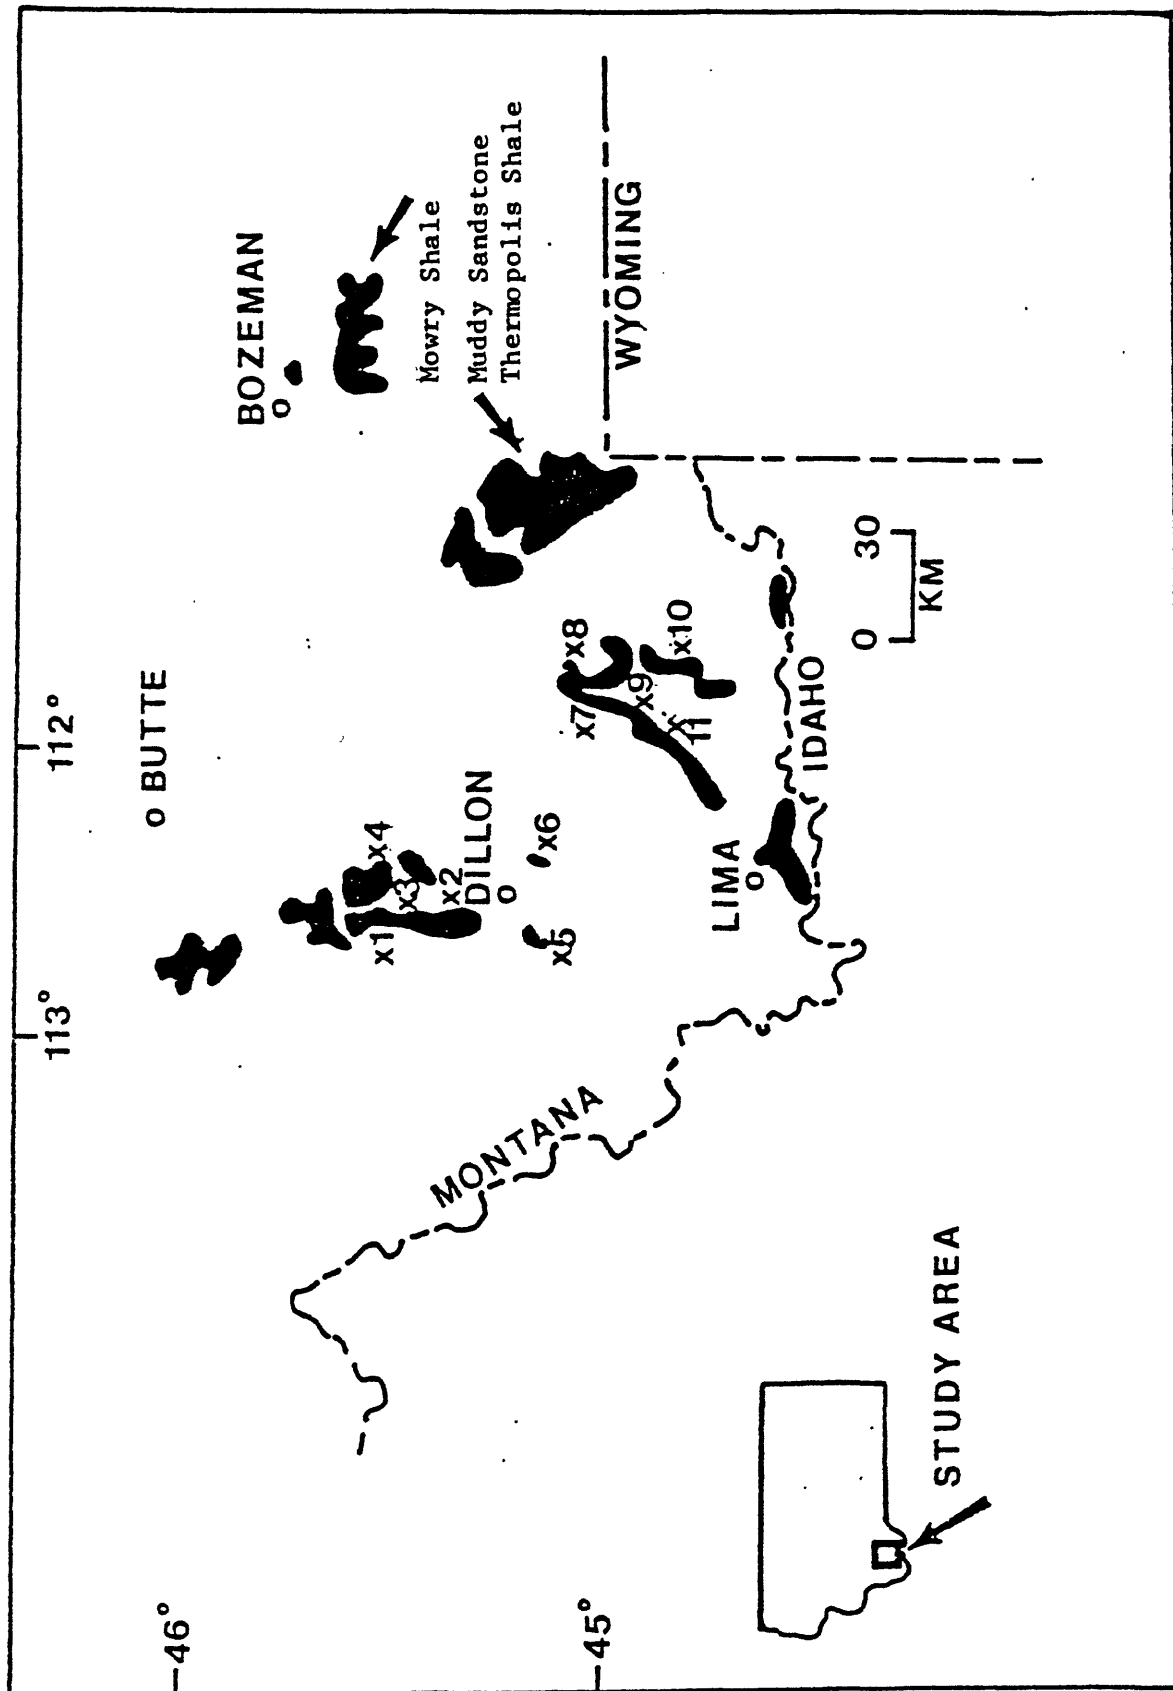 113°
112°
46°
45°
O BUTTE
BOZEMAN
O
Mowry Shale
Muddy Sandstone
Thermopolis Shale
x1
x3
x4
x2
DILLON
O
x5
x6
x7
x8
x9
x10
x
11
MONTANA
WYOMING
LIMA
O
IDAHO
0 30
KM
STUDY AREA